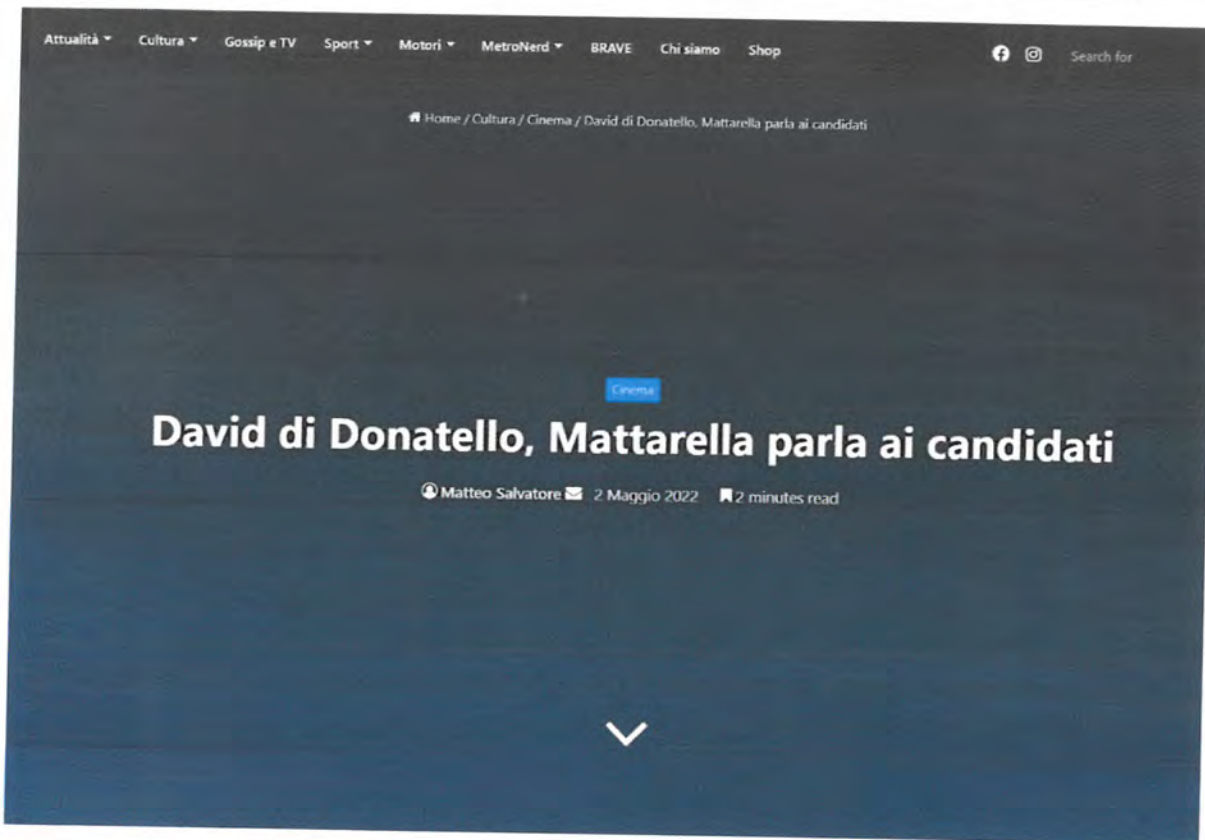 Attualità Cultura Gossip e TV Sport Motori MetroNerd BRAVE Chi siamo Shop Search for
Home / Cultura / Cinema / David di Donatello, Mattarella parla ai candidati
Cinema
David di Donatello, Mattarella parla ai candidati
Matteo Salvatore 2 Maggio 2022 2 minutes read